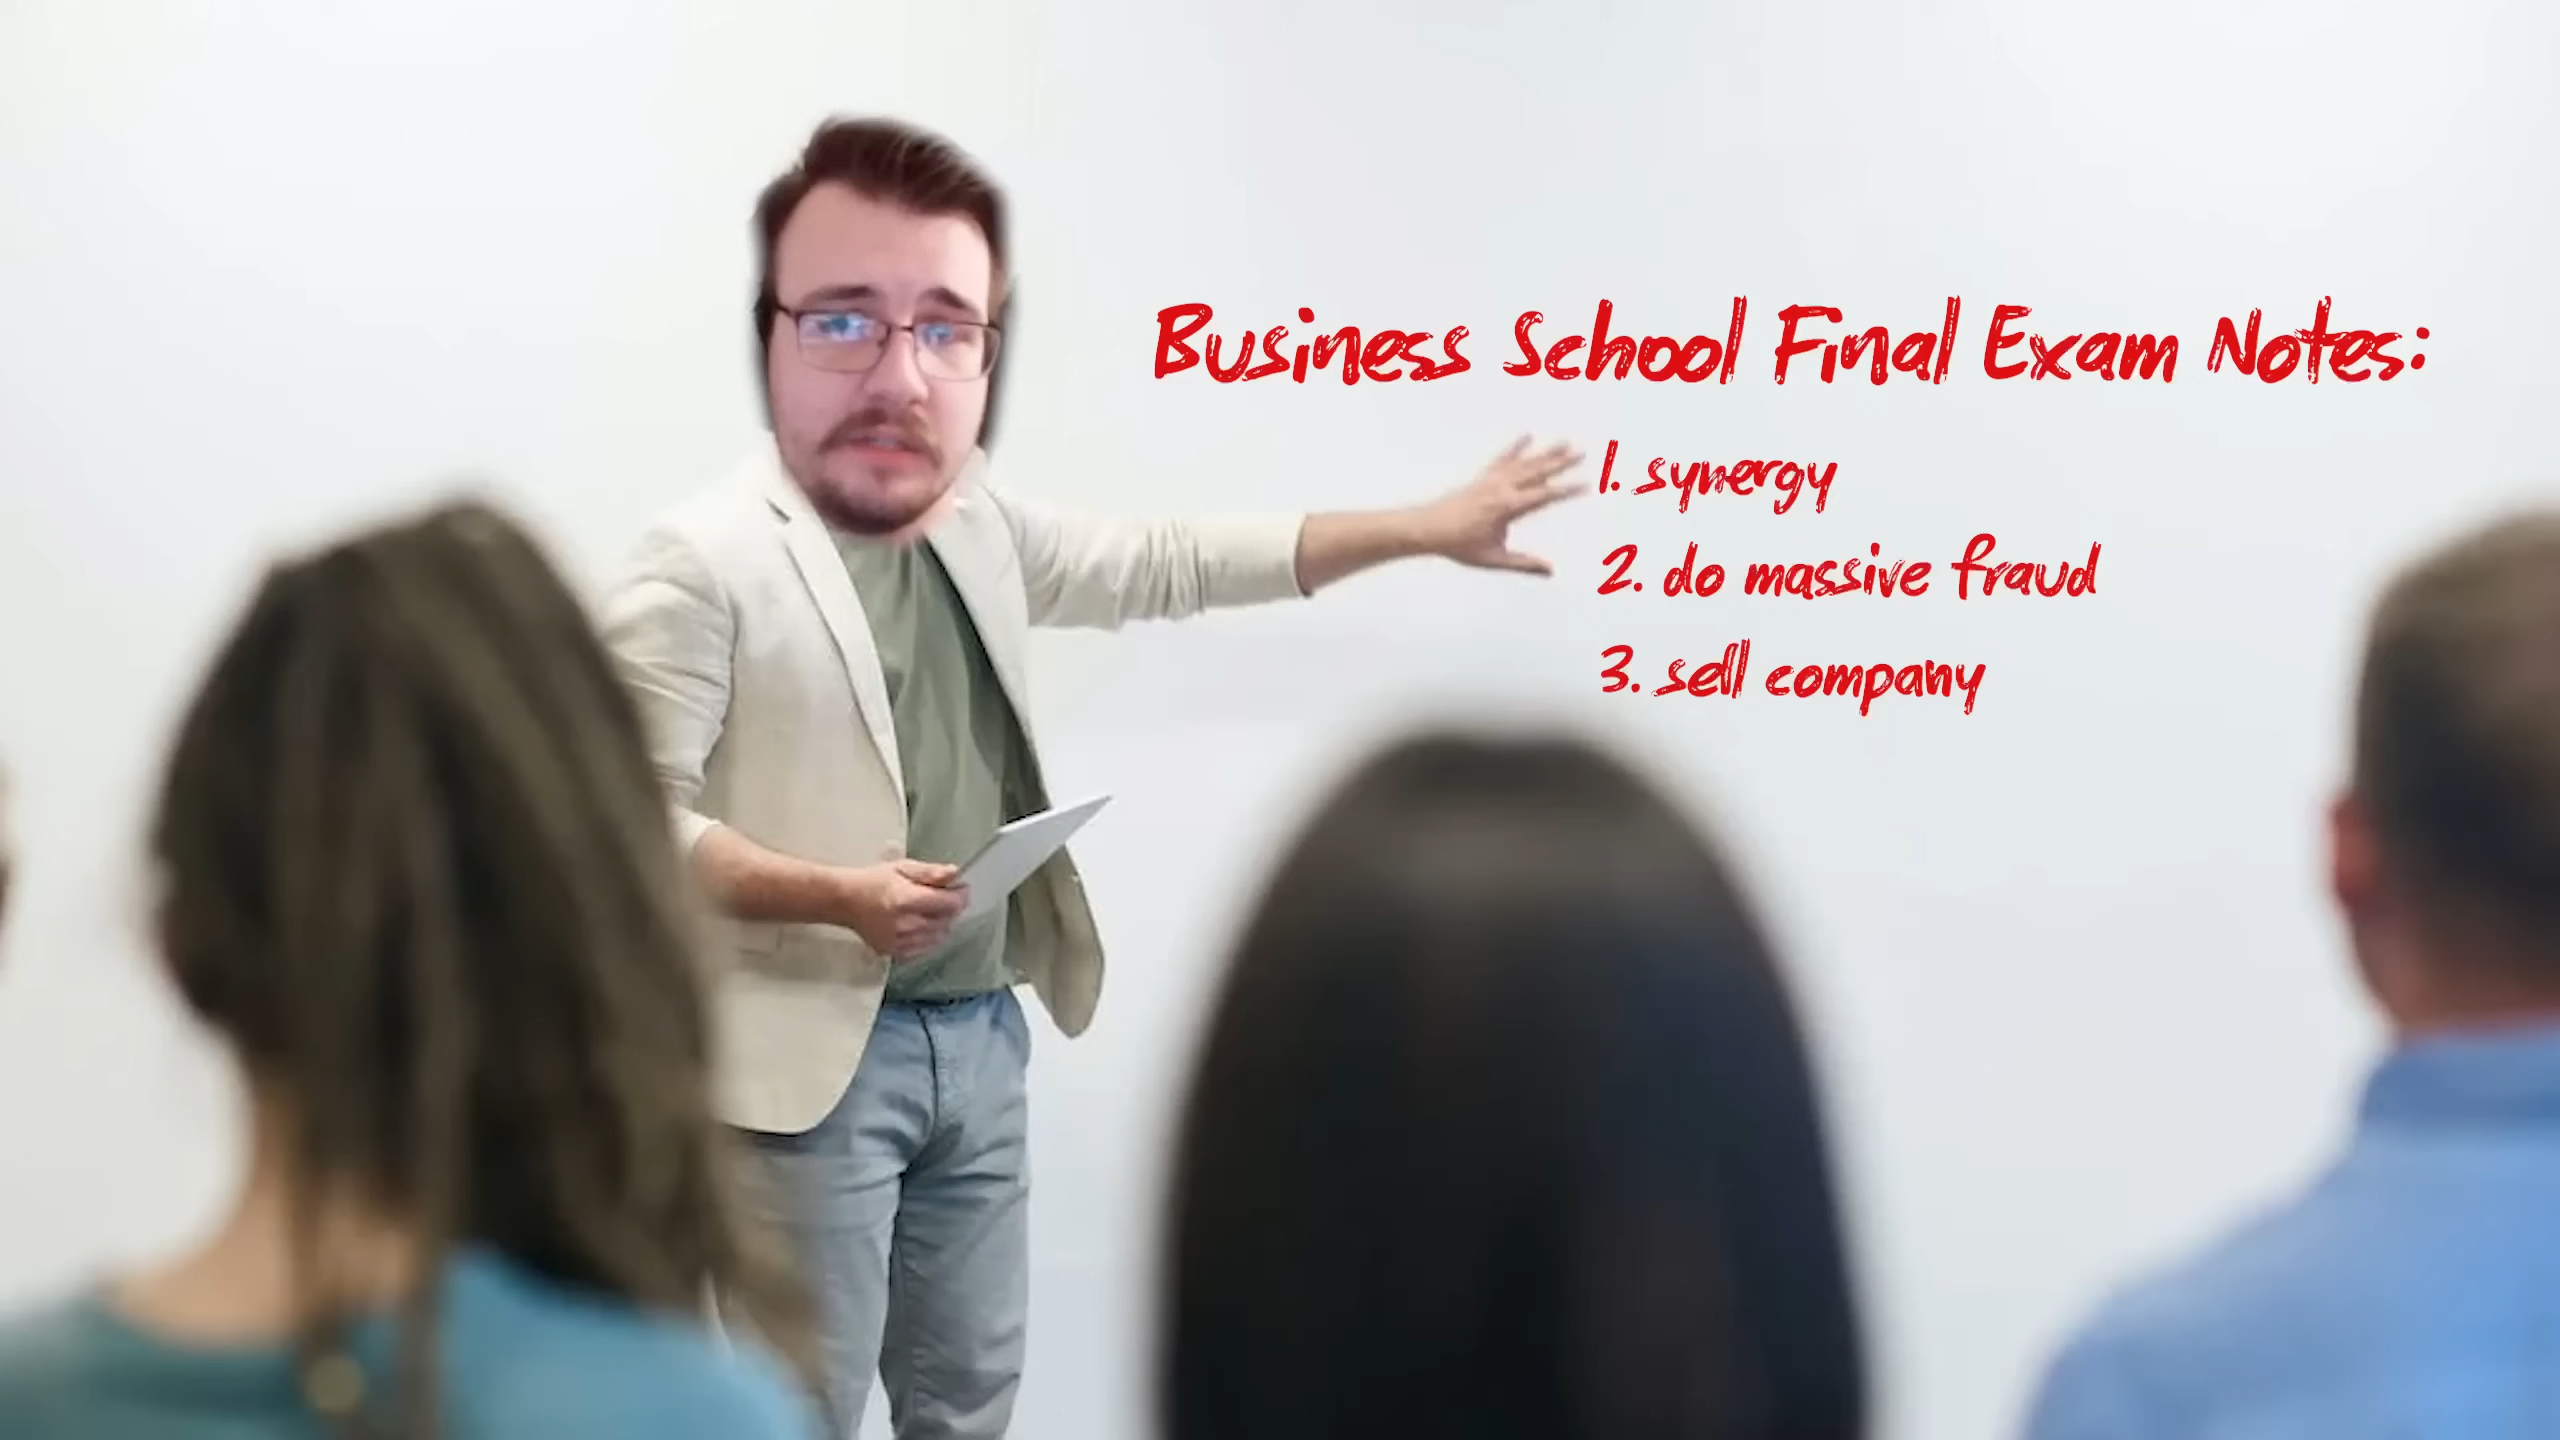 Business School Final Exam Notes:
1. synergy
2. do massive fraud
3. sell company